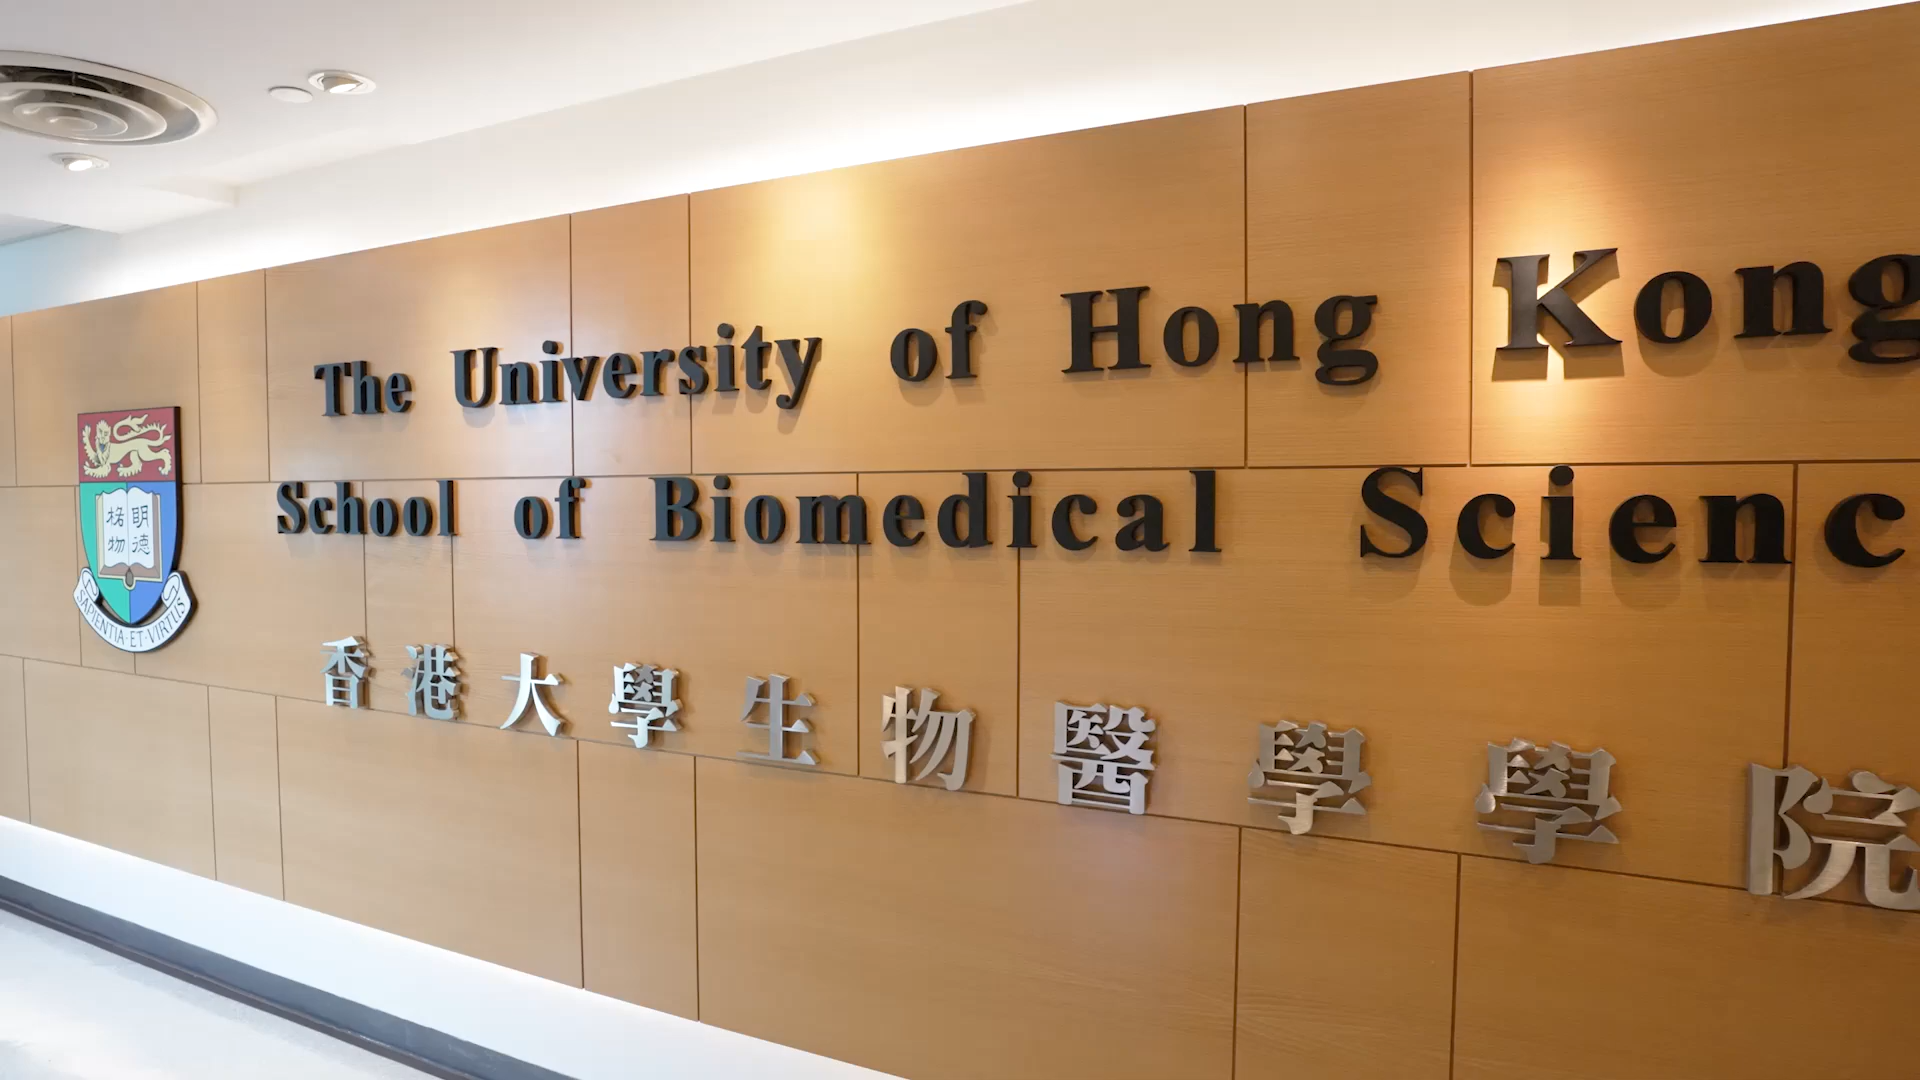 The University of Hong Kong
School of Biomedical Scienc
香港大學生物醫學學院
明德
格物
SAPIENTIA·ET·VIRTUS